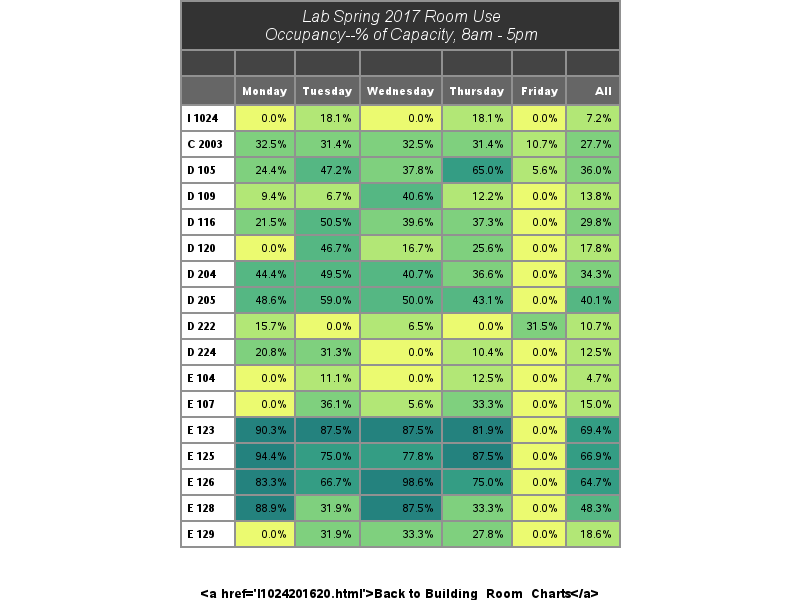 Lab Spring 2017 Room Use
Occupancy--% of Capacity, 8am - 5pm
Monday Tuesday Wednesday Thursday Friday All
I 1024 0.0% 18.1% 0.0% 18.1% 0.0% 7.2%
C 2003 32.5% 31.4% 32.5% 31.4% 10.7% 27.7%
D 105 24.4% 47.2% 37.8% 65.0% 5.6% 36.0%
D 109 9.4% 6.7% 40.6% 12.2% 0.0% 13.8%
D 116 21.5% 50.5% 39.6% 37.3% 0.0% 29.8%
D 120 0.0% 46.7% 16.7% 25.6% 0.0% 17.8%
D 204 44.4% 49.5% 40.7% 36.6% 0.0% 34.3%
D 205 48.6% 59.0% 50.0% 43.1% 0.0% 40.1%
D 222 15.7% 0.0% 6.5% 0.0% 31.5% 10.7%
D 224 20.8% 31.3% 0.0% 10.4% 0.0% 12.5%
E 104 0.0% 11.1% 0.0% 12.5% 0.0% 4.7%
E 107 0.0% 36.1% 5.6% 33.3% 0.0% 15.0%
E 123 90.3% 87.5% 87.5% 81.9% 0.0% 69.4%
E 125 94.4% 75.0% 77.8% 87.5% 0.0% 66.9%
E 126 83.3% 66.7% 98.6% 75.0% 0.0% 64.7%
E 128 88.9% 31.9% 87.5% 33.3% 0.0% 48.3%
E 129 0.0% 31.9% 33.3% 27.8% 0.0% 18.6%
<a href='I1024201620.html'>Back to Building_Room_Charts</a>